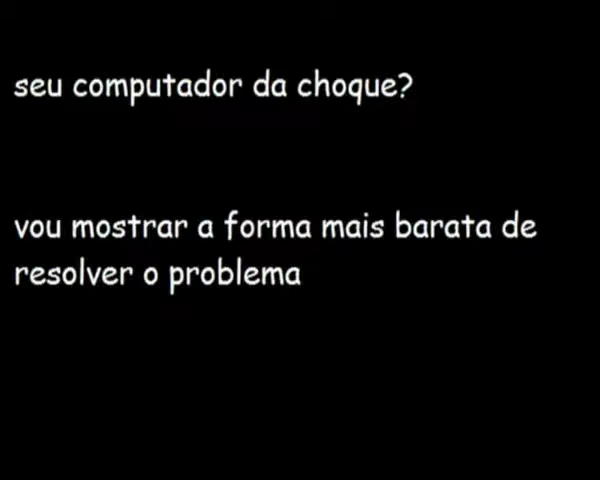 seu computador da choque?
vou mostrar a forma mais barata de
resolver o problema